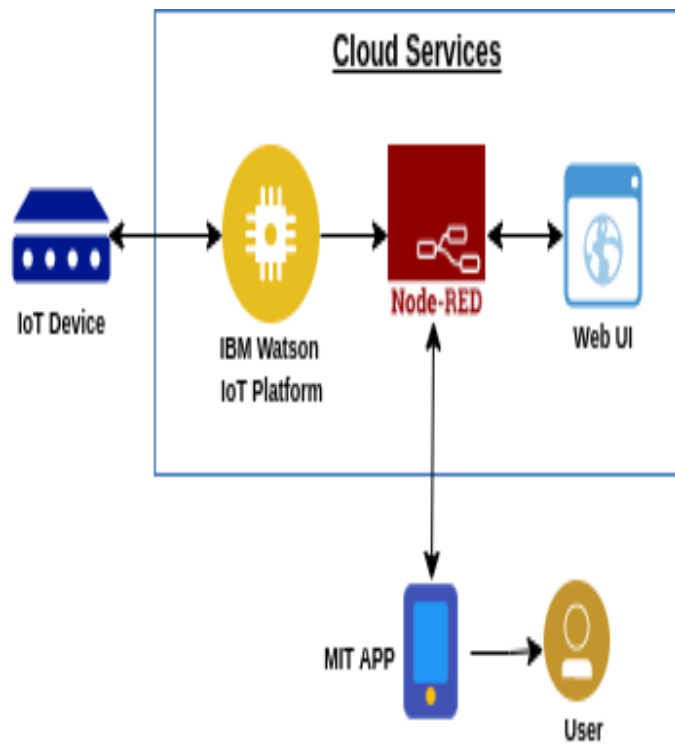 Cloud Services
IoT Device
IBM Watson
IoT Platform
Node-RED
Web UI
MIT APP
User